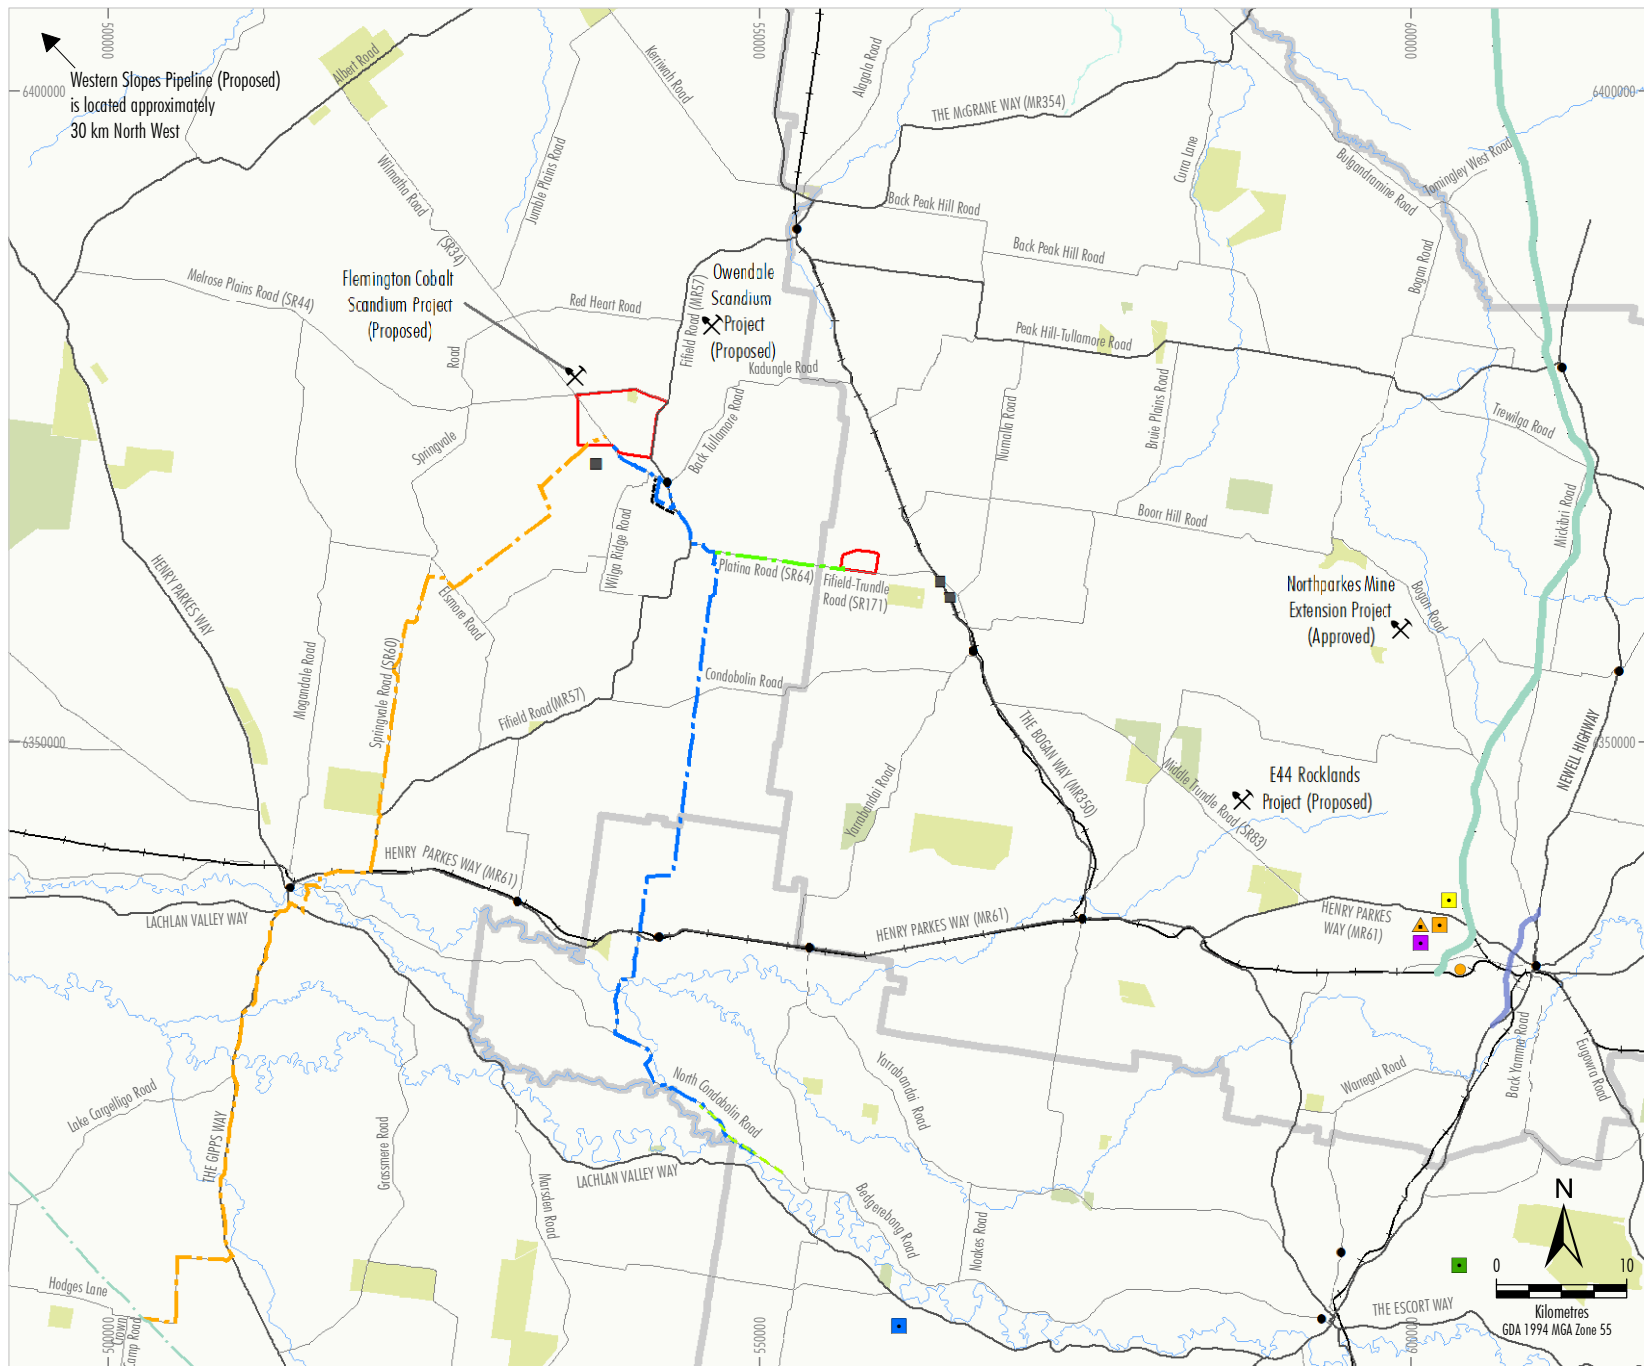 500000
550000
600000
6400000
6400000
Western Slopes Pipeline (Proposed)
is located approximately
30 km North West
Albert Road
Kerriwah Road
Alagala Road
THE McGRANE WAY (MR354)
Wilmatha Road
(SR34)
Jumble Plains Road
Curra Lane
Bulgandramine Road
Tomingley West Road
Back Peak Hill Road
Back Peak Hill Road
Bogan Road
Melrose Plains Road (SR44)
Flemington Cobalt
Scandium Project
(Proposed)
Red Heart Road
Fifield Road (MR57)
Owendale
Scandium
Project
(Proposed)
Kadungle Road
Peak Hill-Tullamore Road
Springvale
Road
Back Tullamore Road
Numulla Road
Brule Plains Road
Trewilga Road
Mickibri Road
Boorr Hill Road
HENRY PARKES WAY
Wilga Ridge Road
Platina Road (SR64)
Fifield-Trundle
Road (SR171)
Elsmore Road
Northparkes Mine
Extension Project
(Approved)
Bogan Road
Mogandale Road
Springvale Road (SR60)
Fifield Road(MR57)
Condobolin Road
6350000
6350000
THE BOGAN WAY (MR350)
Middle Trundle Road (SR83)
E44 Rocklands
Project (Proposed)
NEWELL HIGHWAY
Yarrabandai Road
HENRY PARKES WAY (MR61)
LACHLAN VALLEY WAY
HENRY PARKES WAY (MR61)
HENRY PARKES
WAY (MR61)
Lake Cargelligo Road
THE GIPPS WAY
Grassmere Road
North Condobolin Road
Yarrabandai Road
Warregal Road
Back Yamma Road
Eugowra Road
LACHLAN VALLEY WAY
Marsden Road
Bedgerebong Road
Noakes Road
Hodges Lane
Crown
Camp Road
THE ESCORT WAY
N
0 10
Kilometres
GDA 1994 MGA Zone 55
500000
550000
600000